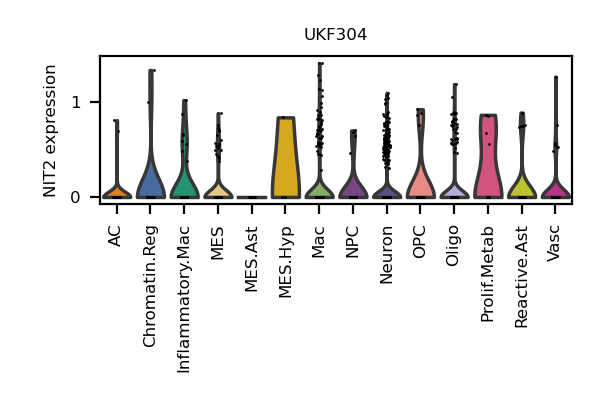 UKF304
NIT2 expression
1
0
AC
Chromatin.Reg
Inflammatory.Mac
MES
MES.Ast
MES.Hyp
Mac
NPC
Neuron
OPC
Oligo
Prolif.Metab
Reactive.Ast
Vasc